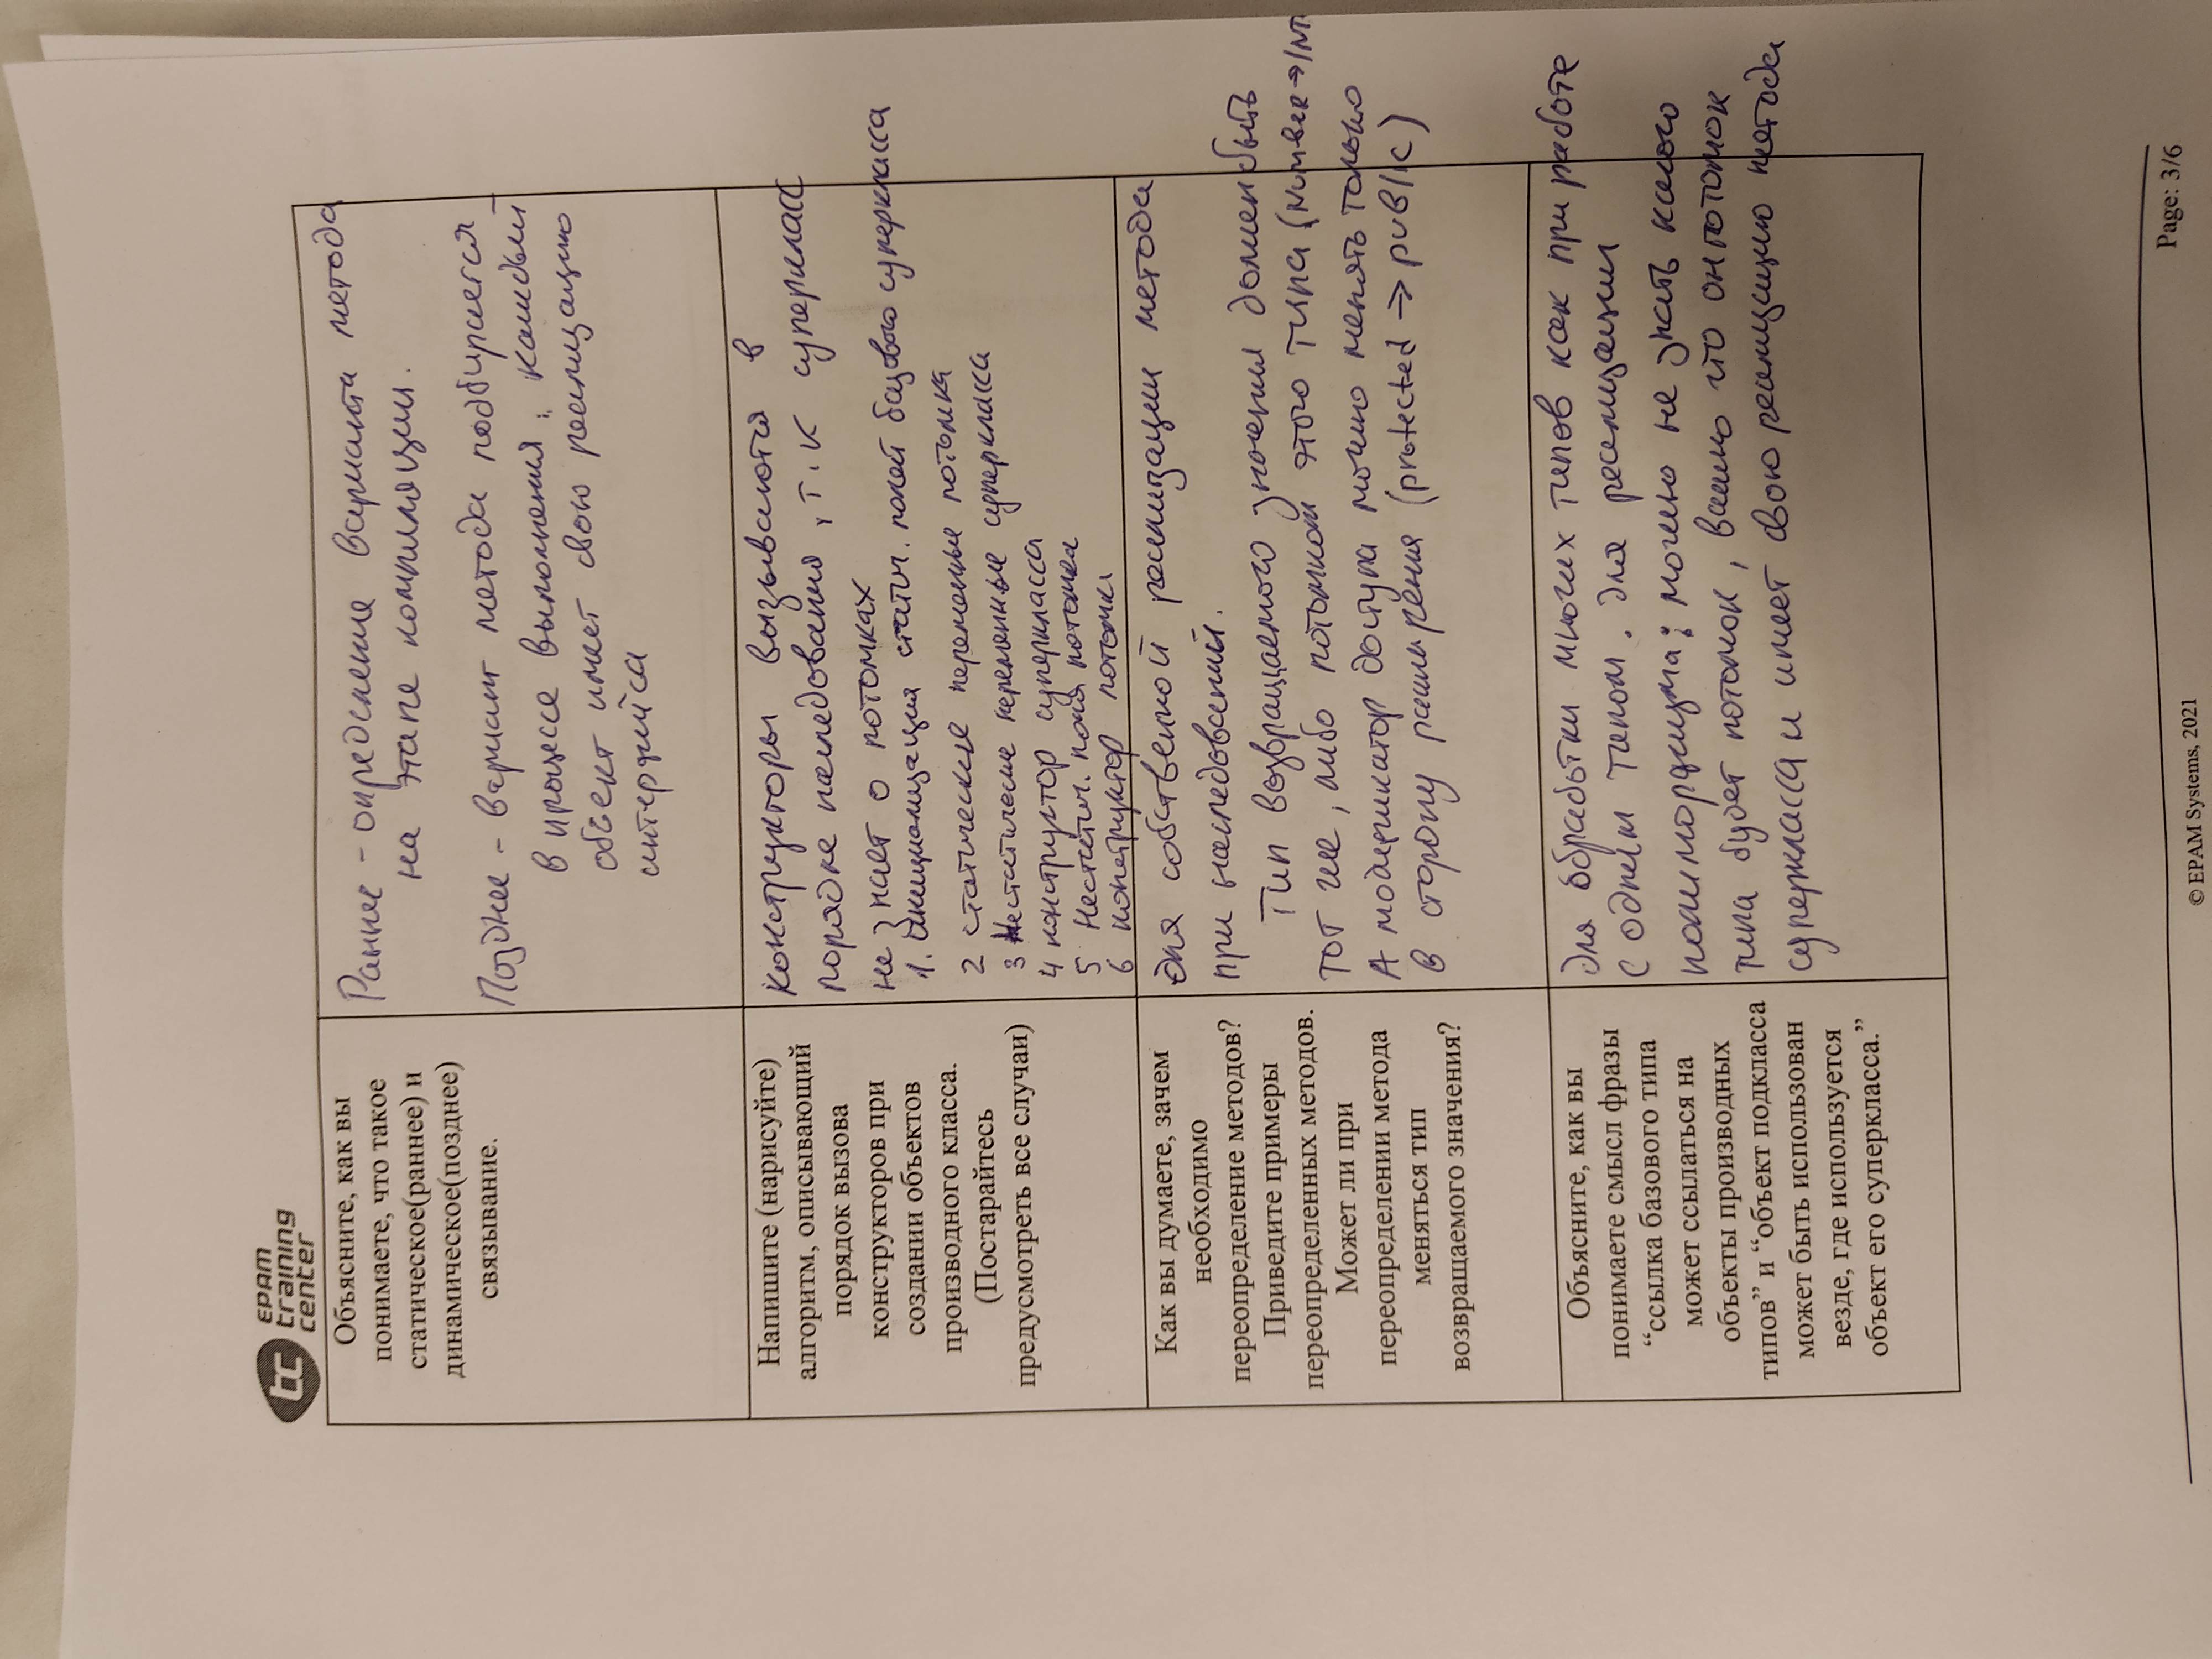 EPAM
training
center
Объясните, как вы
понимаете, что такое
статическое(раннее) и
динамическое(позднее)
связывание.
Раннее – определение варианта метода
на этапе компиляции.
Позднее – вариант метода подбирается
в процессе выполнения, каждый
объект имеет свою реализацию
интерфейса
Напишите (нарисуйте)
алгоритм, описывающий
порядок вызова
конструкторов при
создании объектов
производного класса.
(Постарайтесь
предусмотреть все случаи)
Конструкторы вызываются в
порядке наследования, т.к суперкласс
не знает о потомках
1. Инициализация статич. полей базового суперкласса
2 статические переменные потомка
3 Нестатические переменные суперкласса
4 конструктор суперкласса
5 Нестатич. поля потомка
6 конструктор потомка
Как вы думаете, зачем
необходимо
переопределение методов?
Приведите примеры
переопределенных методов.
Может ли при
переопределении метода
меняться тип
возвращаемого значения?
Для собственной реализации метода
при наследовании.
Тип возвращаемого значения должен быть
тот же, либо потомком этого типа (Number→INT
А модификатор доступа можно менять только
в сторону расширения (protected → public)
Объясните, как вы
понимаете смысл фразы
“ссылка базового типа
может ссылаться на
объекты производных
типов” и “объект подкласса
может быть использован
везде, где используется
объект его суперкласса.”
Для обработки многих типов как при работе
с одним типом. Для реализации
полиморфизма: можно не знать какого
типа будет потомок, важно что он потомок
суперкласса и имеет свою реализацию метода
Page: 3/6
© EPAM Systems, 2021